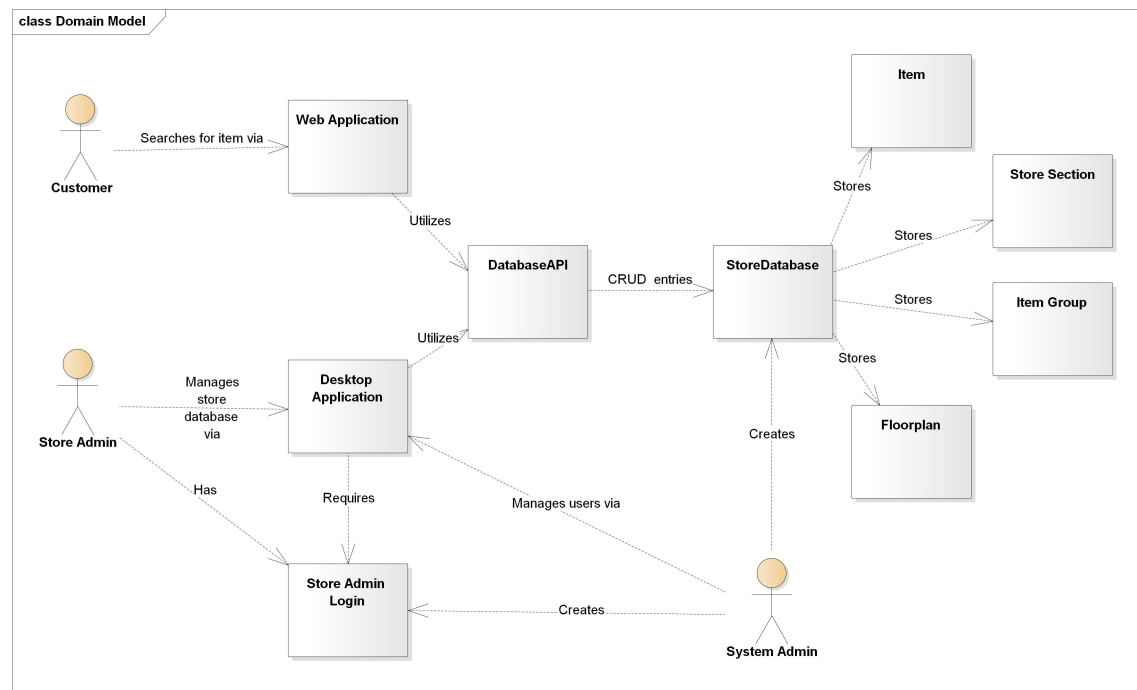 class Domain Model
Item
Web Application
Searches for item via
Customer
Store Section
Stores
Utilizes
Stores
DatabaseAPI
StoreDatabase
CRUD  entries
Item Group
Stores
Utilizes
Stores
Desktop
Application
Manages
store
database
via
Store Admin
Floorplan
Creates
Has
Requires
Manages users via
Store Admin
Login
Creates
System Admin